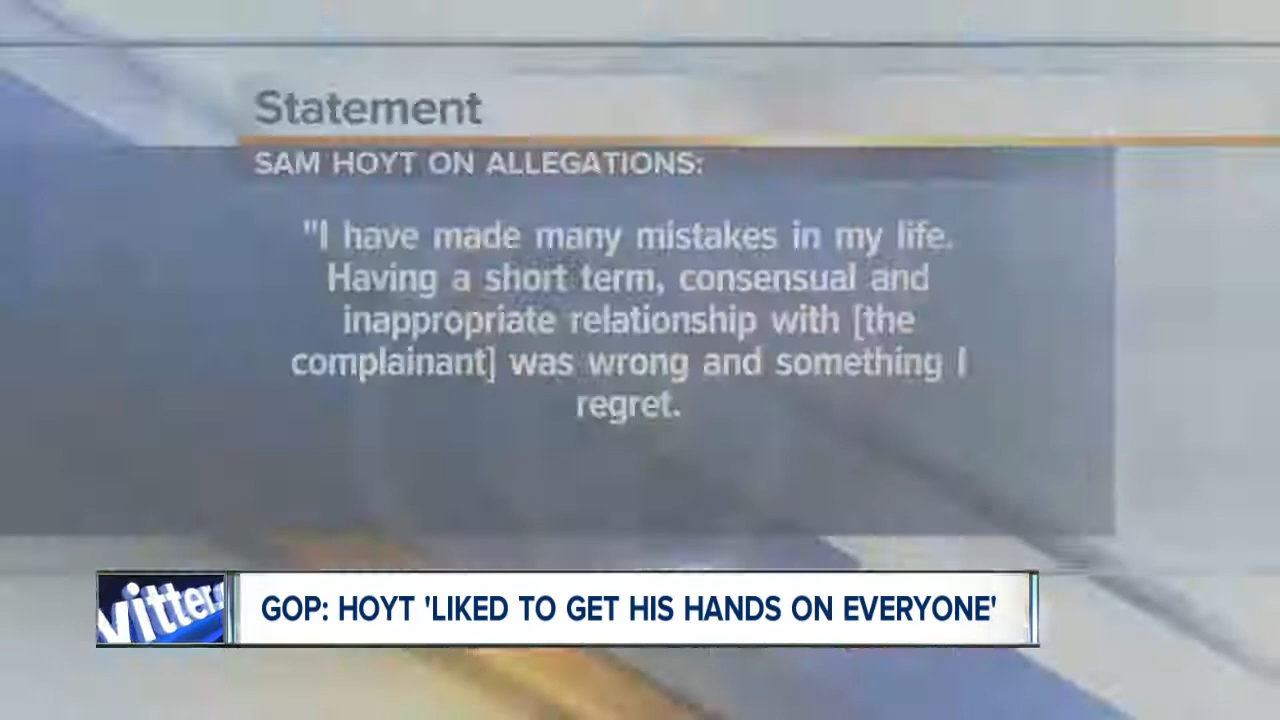 Statement
SAM HOYT ON ALLEGATIONS:
"I have made many mistakes in my life.
Having a short term, consensual and
inappropriate relationship with [the
complainant] was wrong and something I
regret.
GOP: HOYT 'LIKED TO GET HIS HANDS ON EVERYONE'